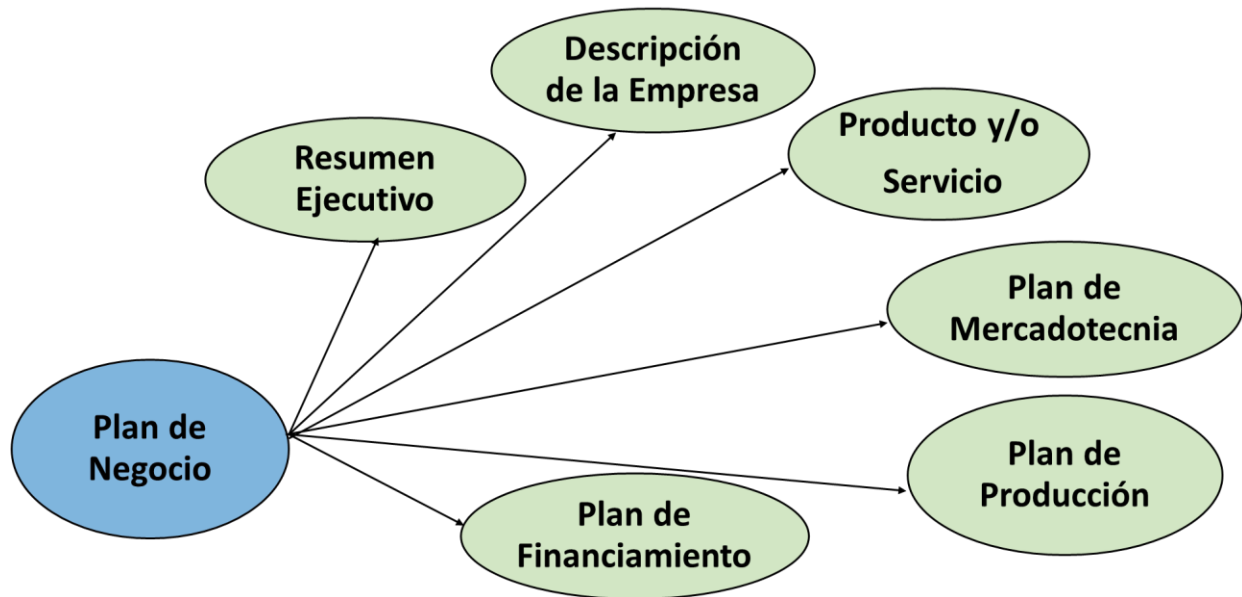 Descripción
de la Empresa
Producto y/o
Servicio
Resumen
Ejecutivo
Plan de
Mercadotecnia
Plan de
Negocio
Plan de
Producción
Plan de
Financiamiento